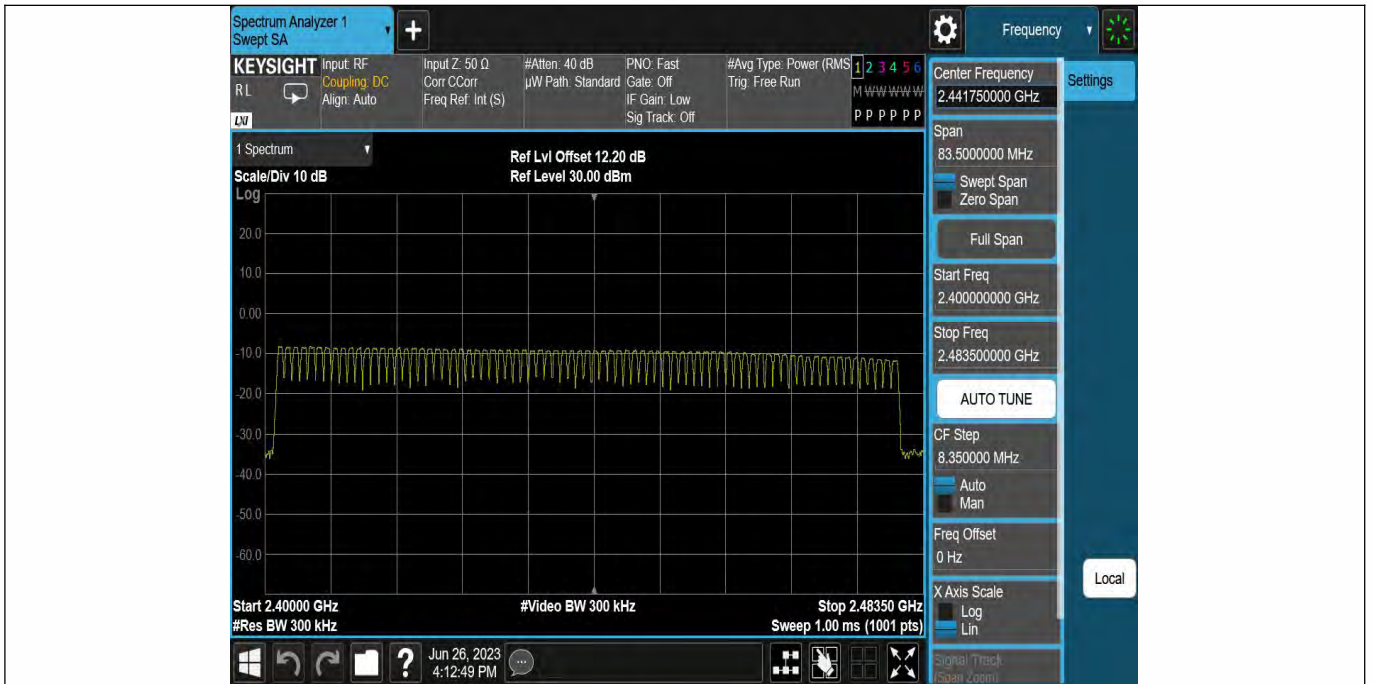 Spectrum Analyzer 1
Swept SA
+
Frequency
KEYSIGHT
RL
LXI
Input: RF
Coupling: DC
Align: Auto
Input Z: 50 Ω
Corr CCorr
Freq Ref: Int (S)
#Atten: 40 dB
µW Path: Standard
PNO: Fast
Gate: Off
IF Gain: Low
Sig Track: Off
#Avg Type: Power (RMS
Trig: Free Run
1 2 3 4 5 6
M W W W W W
P P P P P P
Center Frequency
2.441750000 GHz
Settings
Span
83.5000000 MHz
Swept Span
Zero Span
Full Span
Start Freq
2.400000000 GHz
Stop Freq
2.483500000 GHz
AUTO TUNE
CF Step
8.350000 MHz
Auto
Man
Freq Offset
0 Hz
X Axis Scale
Log
Lin
Signal Track
(Span Zoom)
Local
1 Spectrum
Scale/Div 10 dB
Ref Lvl Offset 12.20 dB
Ref Level 30.00 dBm
Log
20.0
10.0
0.00
-10.0
-20.0
-30.0
-40.0
-50.0
-60.0
Start 2.40000 GHz
#Video BW 300 kHz
Stop 2.48350 GHz
#Res BW 300 kHz
Sweep 1.00 ms (1001 pts)
?
Jun 26, 2023
4:12:49 PM